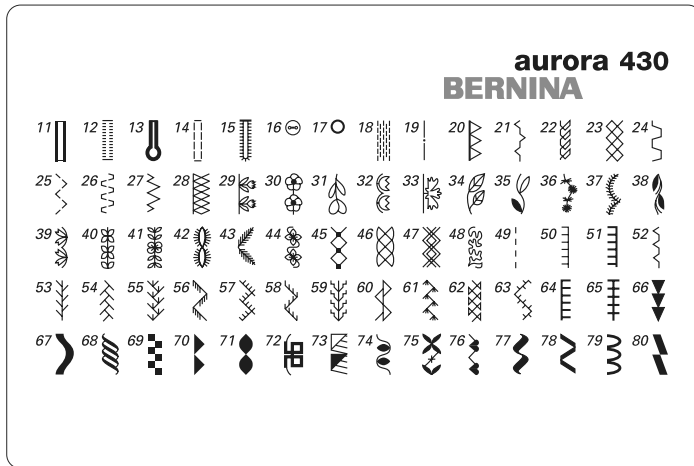 aurora 430
BERNINA
11 12 13 14 15 16 17 18 19 20 21 22 23 24
25 26 27 28 29 30 31 32 33 34 35 36 37 38
39 40 41 42 43 44 45 46 47 48 49 50 51 52
53 54 55 56 57 58 59 60 61 62 63 64 65 66
67 68 69 70 71 72 73 74 75 76 77 78 79 80